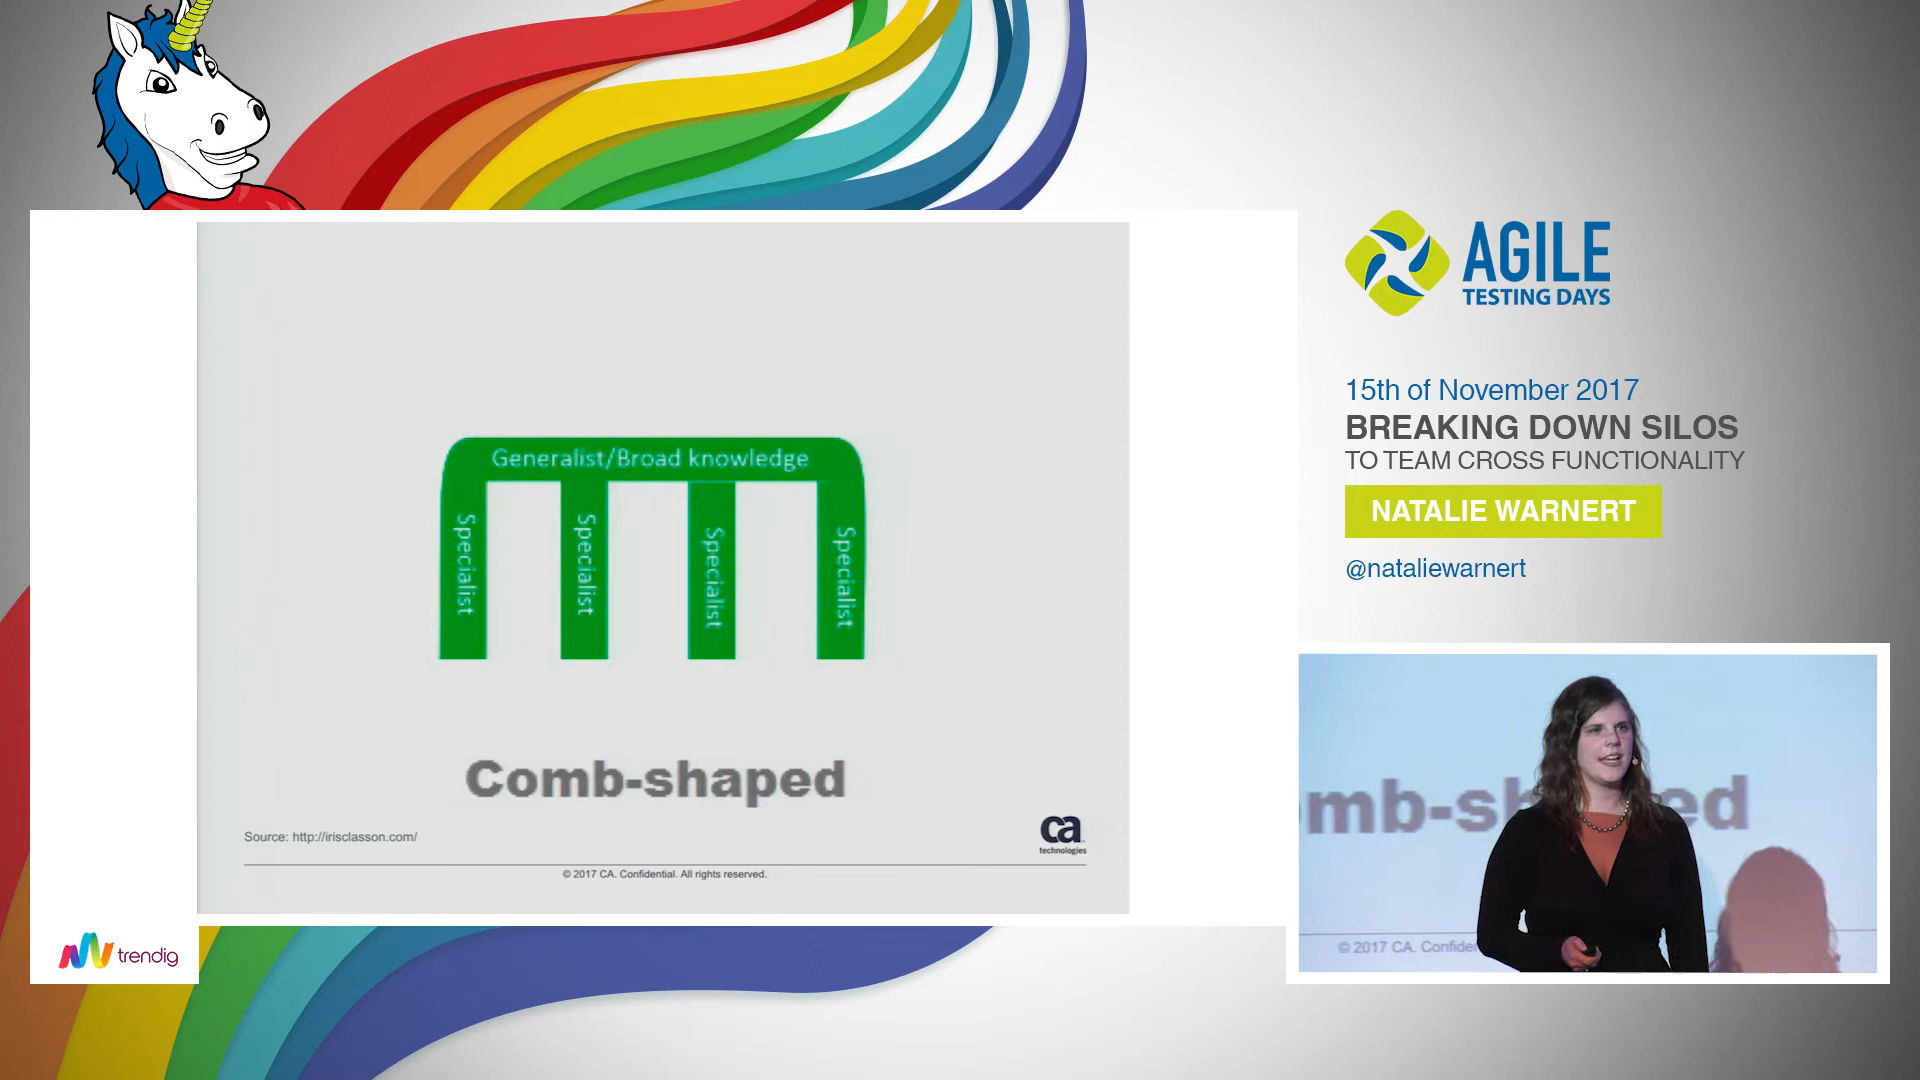 Generalist/Broad knowledge
Specialist
Specialist
Specialist
Specialist
Comb-shaped
Source: http://irisclasson.com/
ca
technologies
© 2017 CA. Confidential. All rights reserved.
trendig
AGILE
TESTING DAYS
15th of November 2017
BREAKING DOWN SILOS
TO TEAM CROSS FUNCTIONALITY
NATALIE WARNERT
@nataliewarnert
omb-sh ed
© 2017 CA. Confide